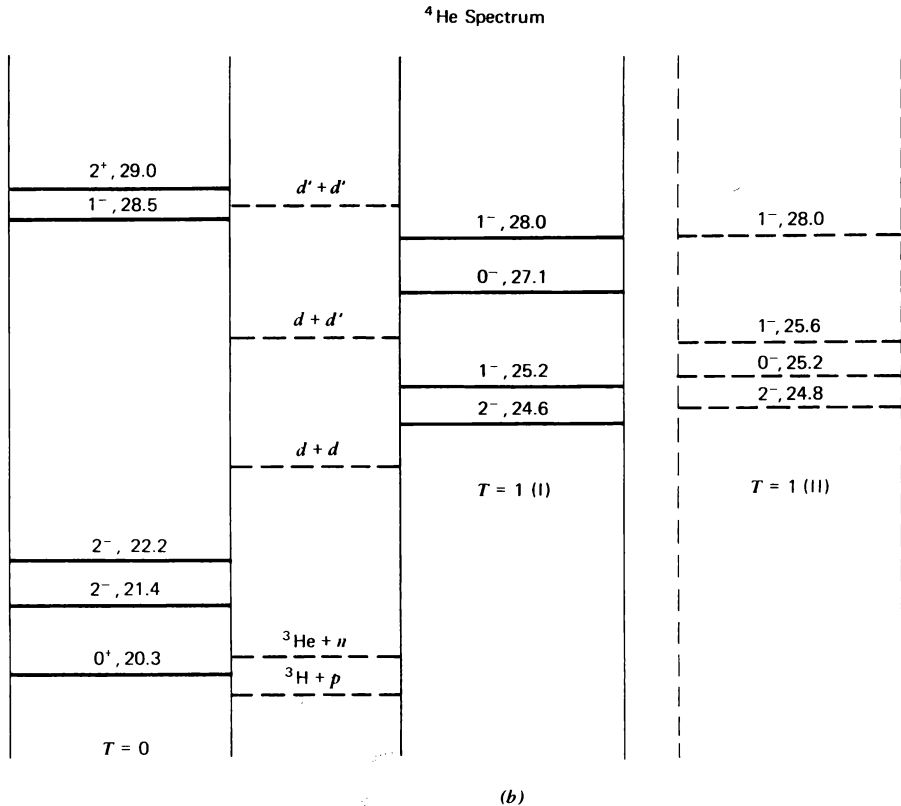 ⁴He Spectrum
2⁺, 29.0
1⁻, 28.5
2⁻, 22.2
2⁻, 21.4
0⁺, 20.3
T = 0
d' + d'
d + d'
d + d
³He + n
³H + p
1⁻, 28.0
0⁻, 27.1
1⁻, 25.2
2⁻, 24.6
T = 1 (I)
1⁻, 28.0
1⁻, 25.6
0⁻, 25.2
2⁻, 24.8
T = 1 (II)
(b)